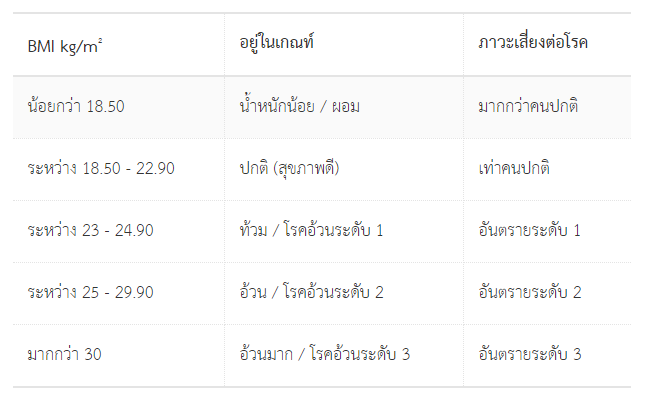 BMI kg/m² อยู่ในเกณท์ ภาวะเสี่ยงต่อโรค
น้อยกว่า 18.50 น้ำหนักน้อย / ผอม มากกว่าคนปกติ
ระหว่าง 18.50 - 22.90 ปกติ (สุขภาพดี) เท่าคนปกติ
ระหว่าง 23 - 24.90 ท้วม / โรคอ้วนระดับ 1 อันตรายระดับ 1
ระหว่าง 25 - 29.90 อ้วน / โรคอ้วนระดับ 2 อันตรายระดับ 2
มากกว่า 30 อ้วนมาก / โรคอ้วนระดับ 3 อันตรายระดับ 3